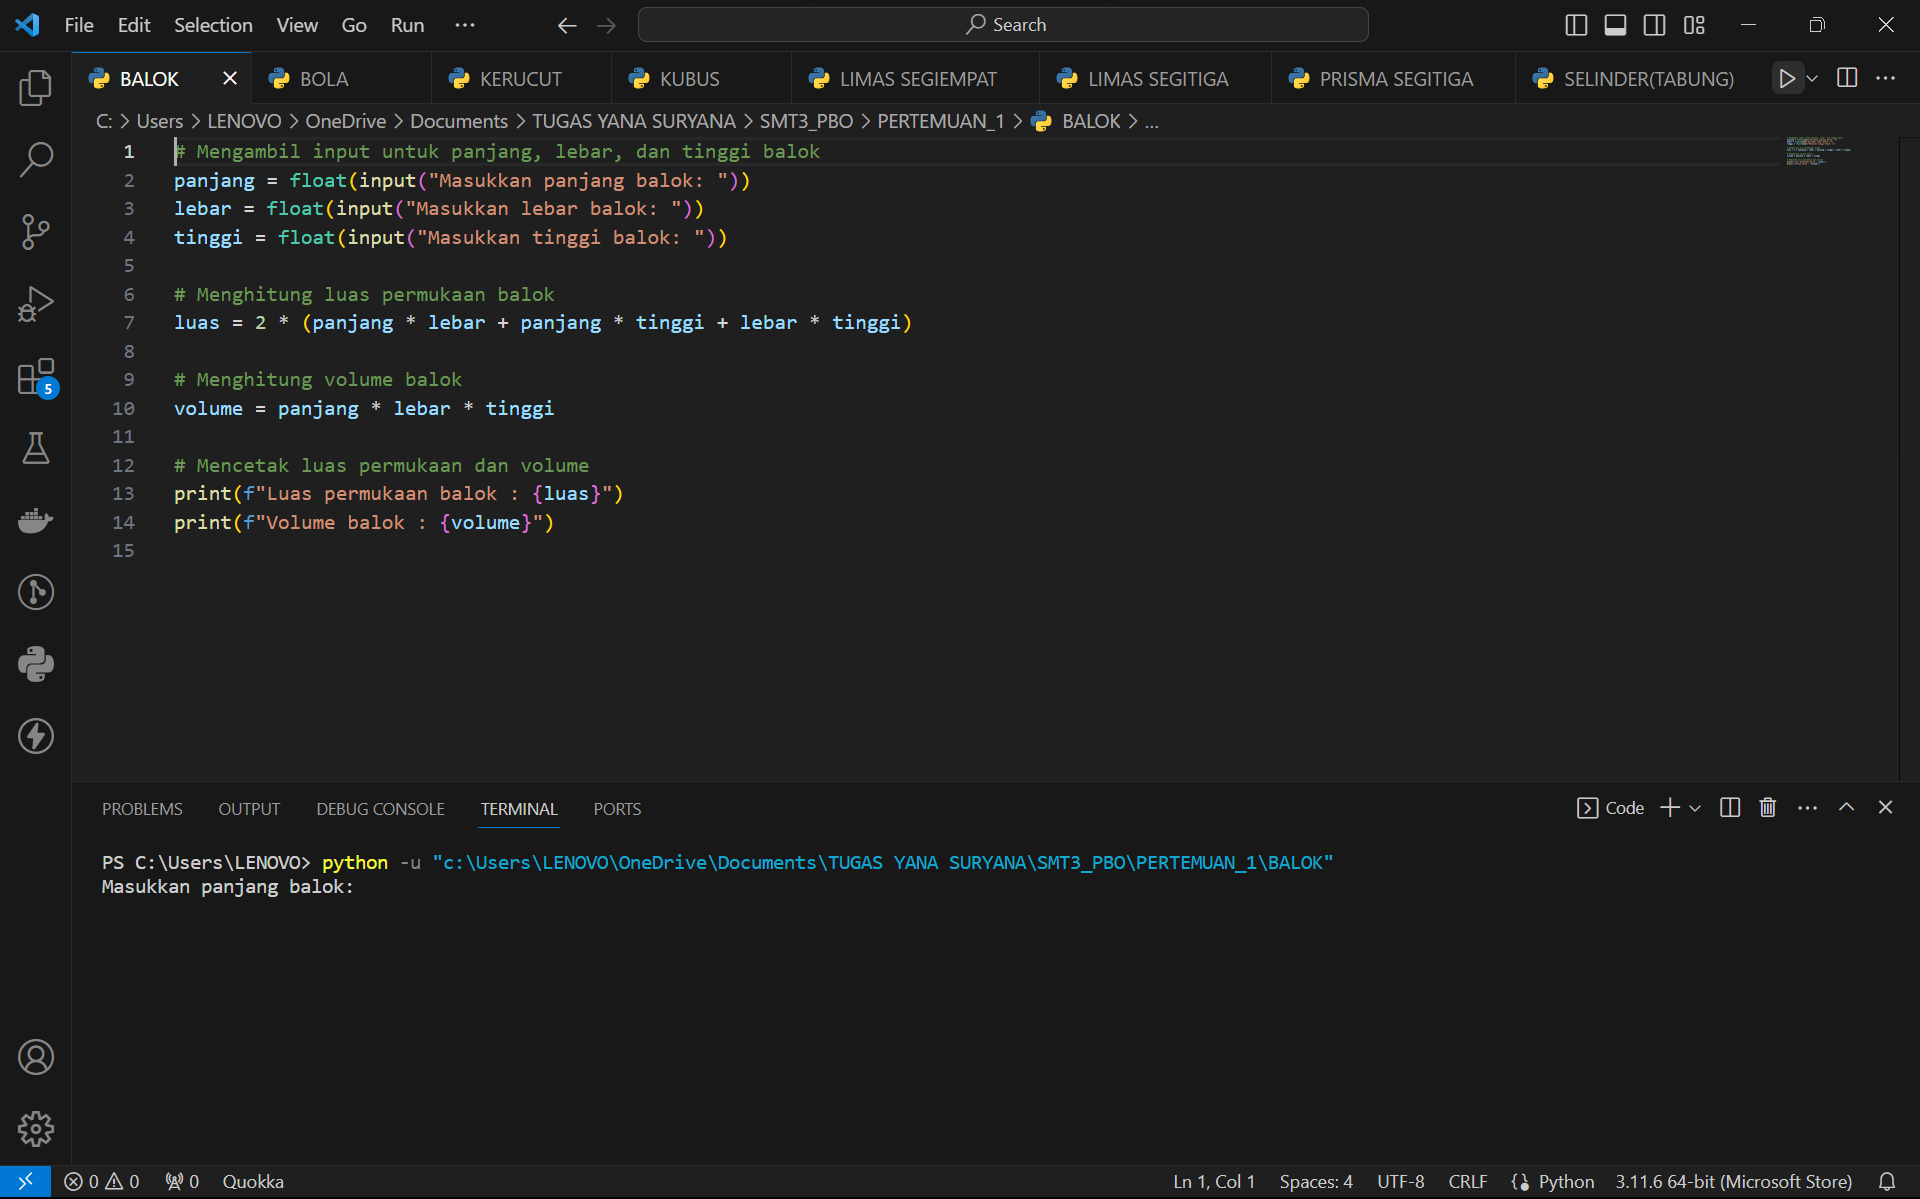 File Edit Selection View Go Run ··· Search
BALOK BOLA KERUCUT KUBUS LIMAS SEGIEMPAT LIMAS SEGITIGA PRISMA SEGITIGA SELINDER(TABUNG)
C: > Users > LENOVO > OneDrive > Documents > TUGAS YANA SURYANA > SMT3_PBO > PERTEMUAN_1 > BALOK > ...
1 # Mengambil input untuk panjang, lebar, dan tinggi balok
2 panjang = float(input("Masukkan panjang balok: "))
3 lebar = float(input("Masukkan lebar balok: "))
4 tinggi = float(input("Masukkan tinggi balok: "))
5
6 # Menghitung luas permukaan balok
7 luas = 2 * (panjang * lebar + panjang * tinggi + lebar * tinggi)
8
9 # Menghitung volume balok
10 volume = panjang * lebar * tinggi
11
12 # Mencetak luas permukaan dan volume
13 print(f"Luas permukaan balok : {luas}")
14 print(f"Volume balok : {volume}")
15
5
PROBLEMS OUTPUT DEBUG CONSOLE TERMINAL PORTS Code
PS C:\Users\LENOVO> python -u "c:\Users\LENOVO\OneDrive\Documents\TUGAS YANA SURYANA\SMT3_PBO\PERTEMUAN_1\BALOK"
Masukkan panjang balok:
0 0 0 Quokka Ln 1, Col 1 Spaces: 4 UTF-8 CRLF Python 3.11.6 64-bit (Microsoft Store)